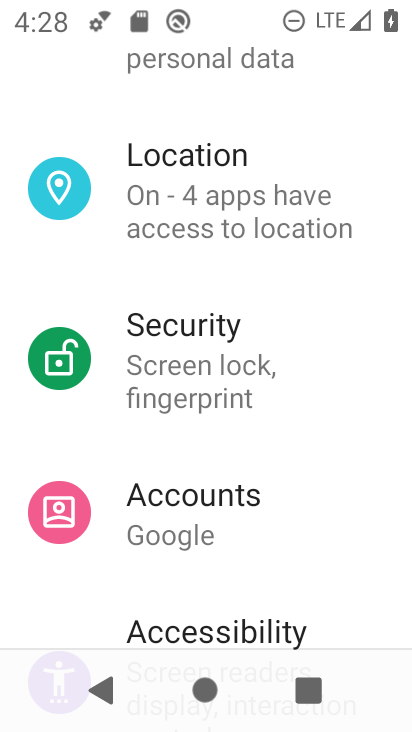 4:28
LTE
personal data
Location
On - 4 apps have
access to location
Security
Screen lock,
fingerprint
Accounts
Google
Accessibility
Screen readers,
display, interaction